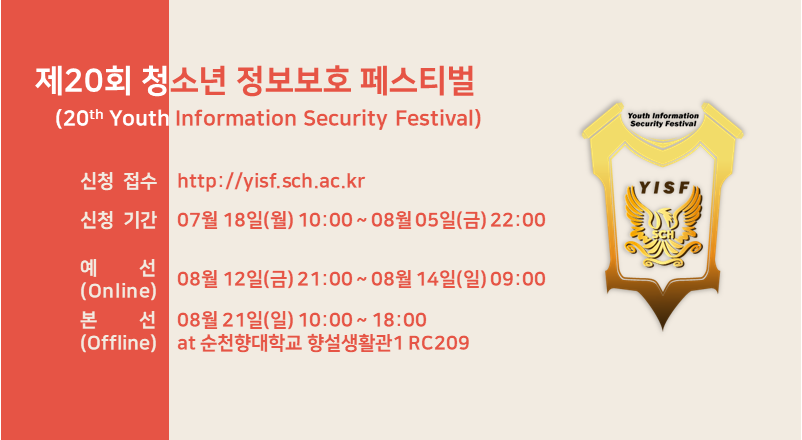 제20회 청소년 정보보호 페스티벌
(20th Youth Information Security Festival)
신청 접수 http://yisf.sch.ac.kr
신청 기간 07월 18일(월) 10:00 ~ 08월 05일(금) 22:00
예 선
(Online) 08월 12일(금) 21:00 ~ 08월 14일(일) 09:00
본 선
(Offline) 08월 21일(일) 10:00 ~ 18:00
at 순천향대학교 향설생활관1 RC209
Youth Information
Security Festival
YISF
SCH